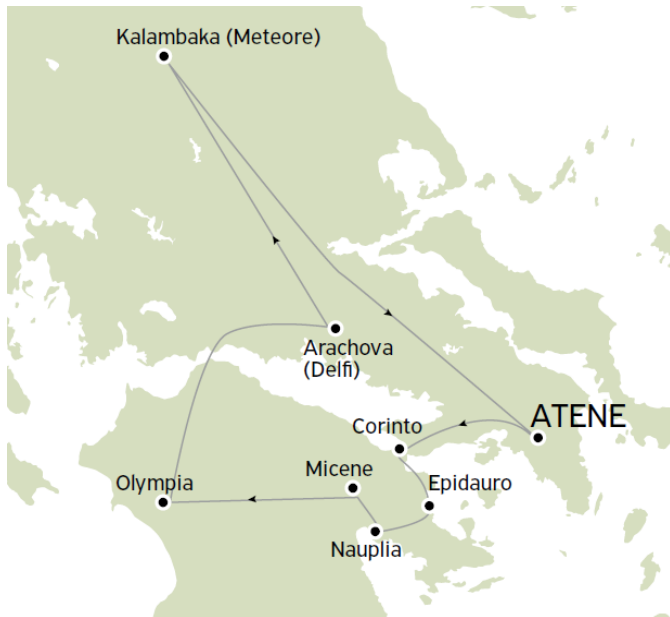 Kalambaka (Meteore)
Arachova
(Delfi)
ATENE
Corinto
Micene
Epidauro
Olympia
Nauplia